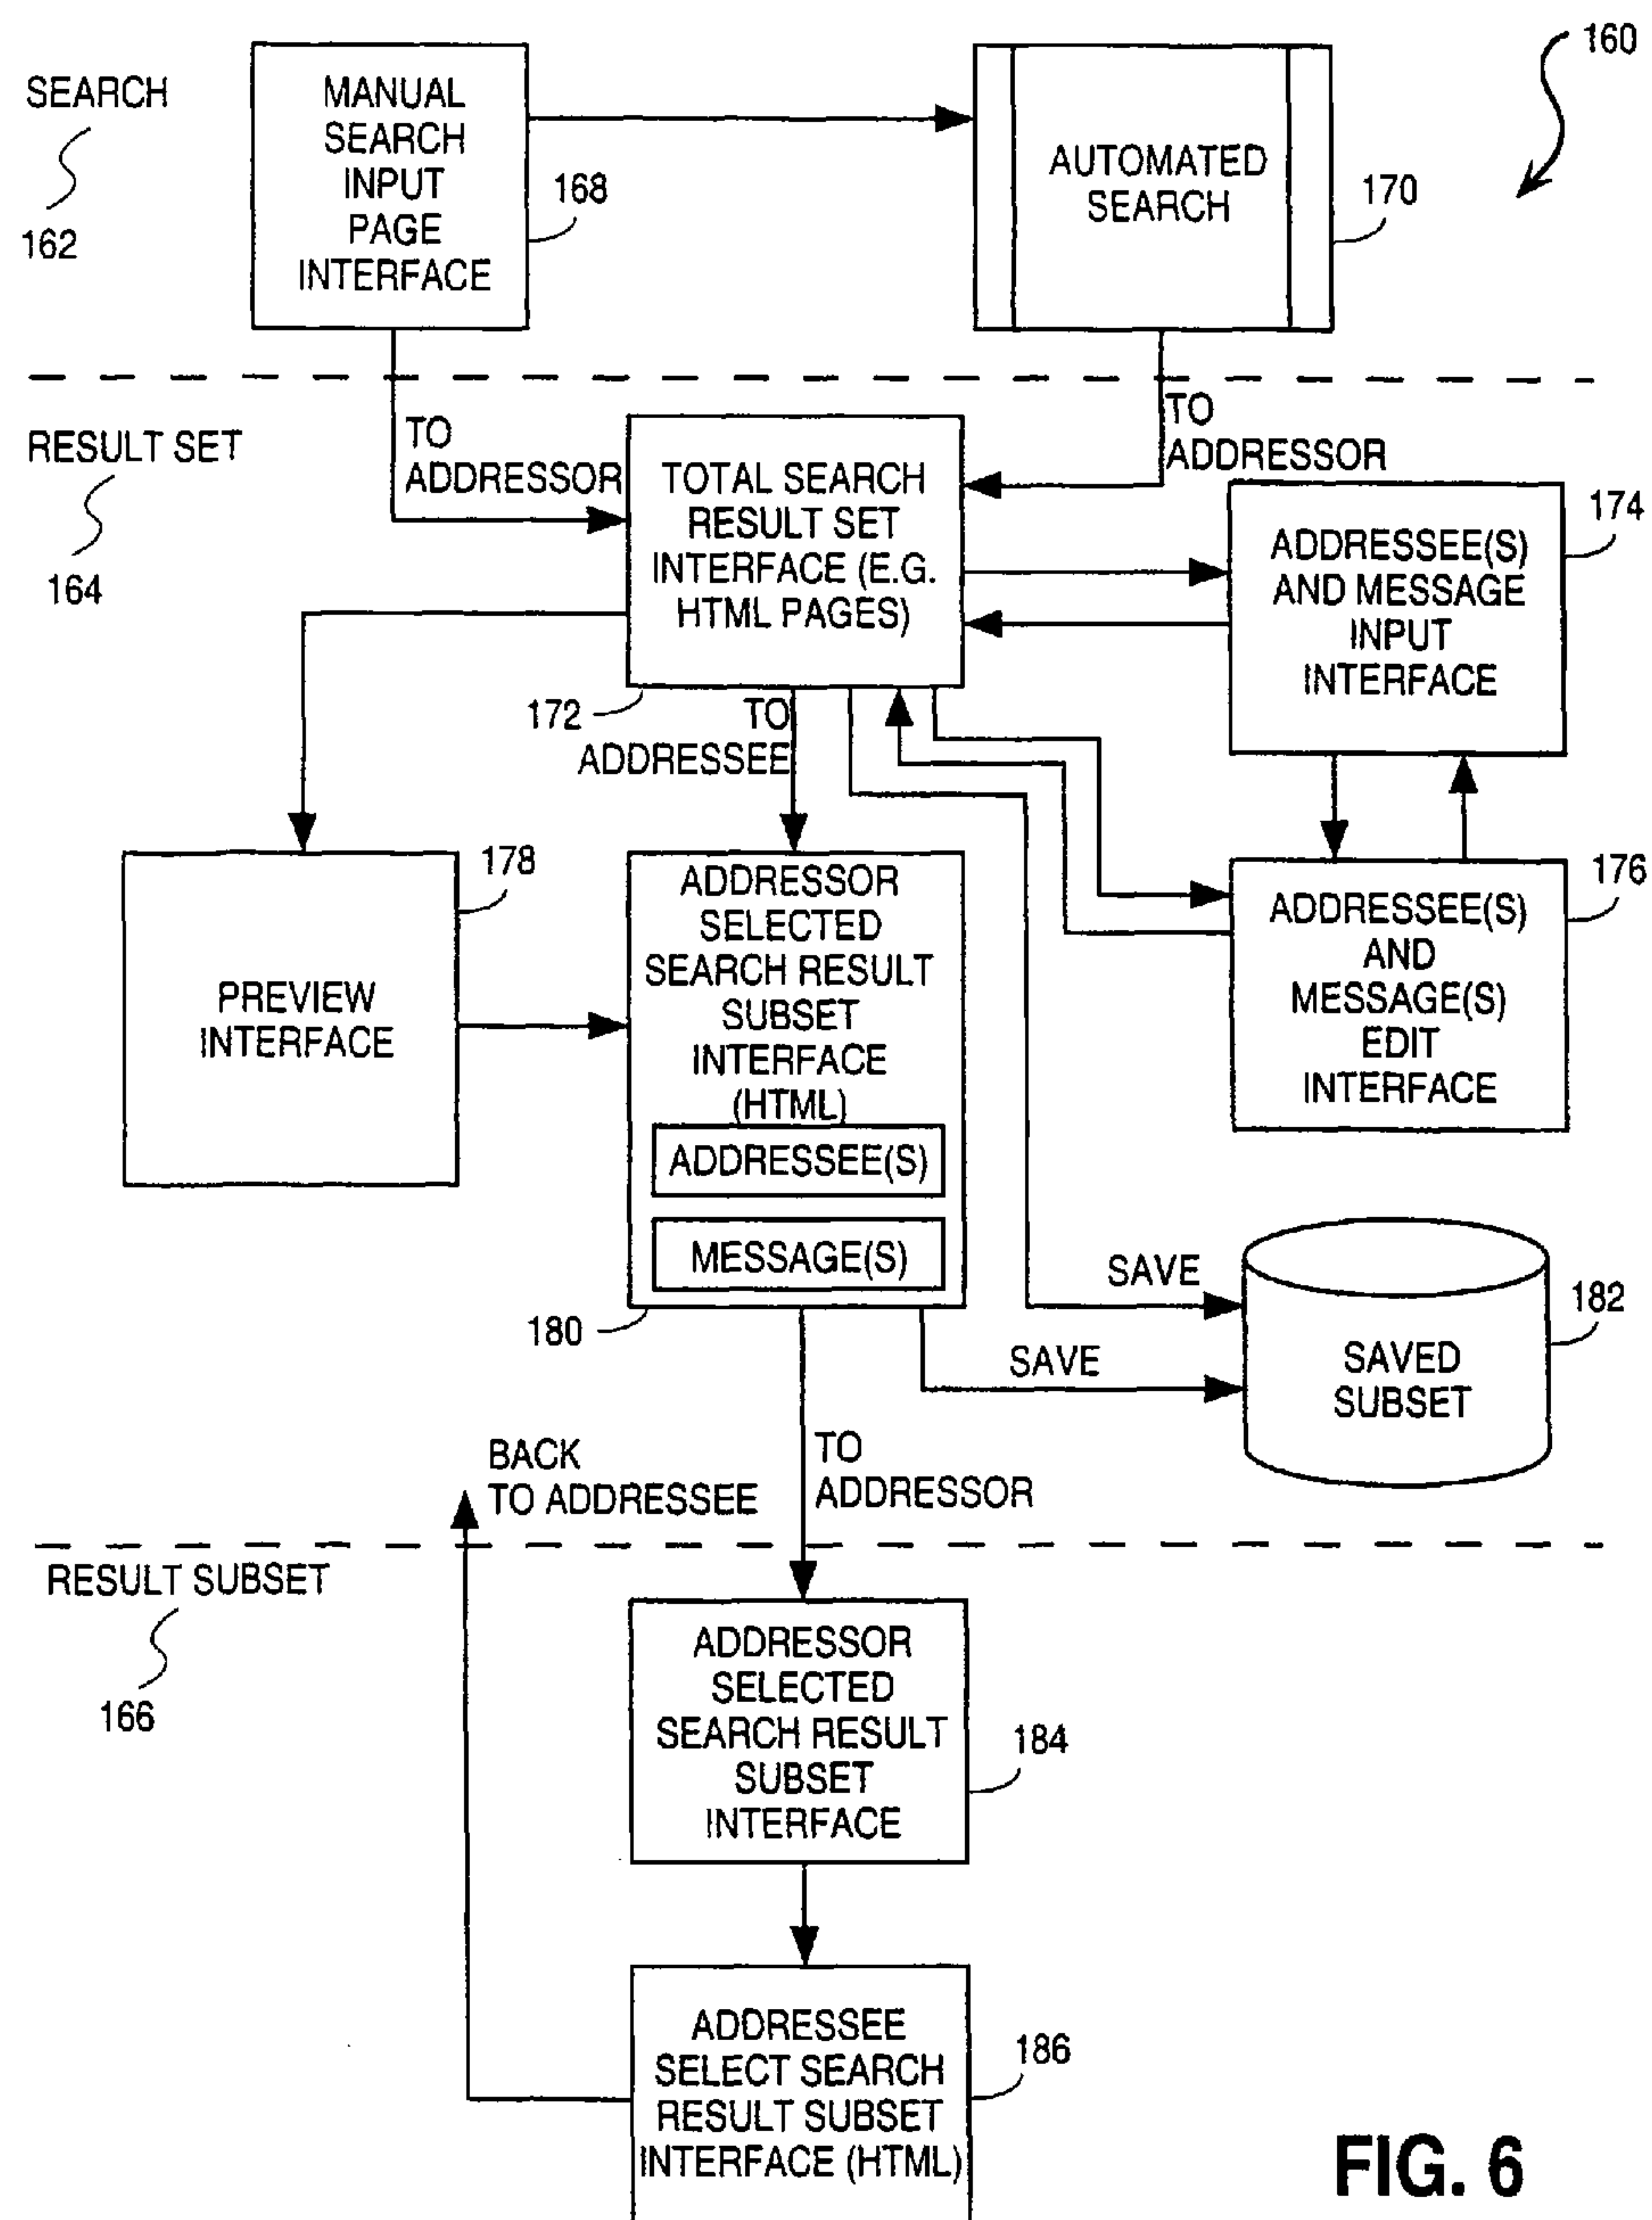 160
SEARCH
162
MANUAL
SEARCH
INPUT
PAGE
INTERFACE
168
AUTOMATED
SEARCH
170
RESULT SET
164
TO
ADDRESSOR
TO
ADDRESSOR
TOTAL SEARCH
RESULT SET
INTERFACE (E.G.
HTML PAGES)
172
174
ADDRESSEE(S)
AND MESSAGE
INPUT
INTERFACE
TO
ADDRESSEE
178
PREVIEW
INTERFACE
ADDRESSOR
SELECTED
SEARCH RESULT
SUBSET
INTERFACE
(HTML)
ADDRESSEE(S)
MESSAGE(S)
180
176
ADDRESSEE(S)
AND
MESSAGE(S)
EDIT
INTERFACE
SAVE
SAVE
182
SAVED
SUBSET
BACK
TO ADDRESSEE
TO
ADDRESSOR
RESULT SUBSET
166
ADDRESSOR
SELECTED
SEARCH RESULT
SUBSET
INTERFACE
184
ADDRESSEE
SELECT SEARCH
RESULT SUBSET
INTERFACE (HTML)
186
FIG. 6